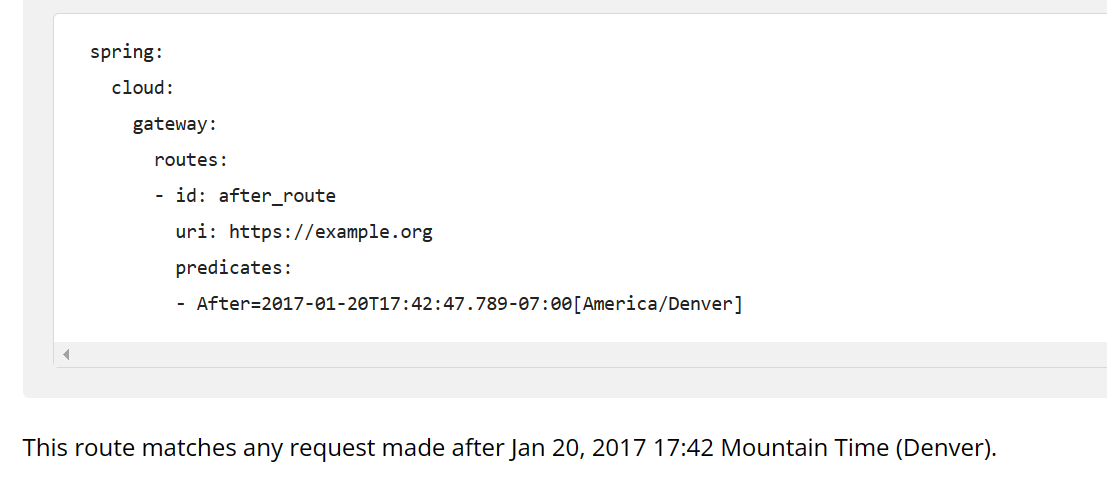 spring:
  cloud:
    gateway:
      routes:
      - id: after_route
        uri: https://example.org
        predicates:
        - After=2017-01-20T17:42:47.789-07:00[America/Denver]
This route matches any request made after Jan 20, 2017 17:42 Mountain Time (Denver).